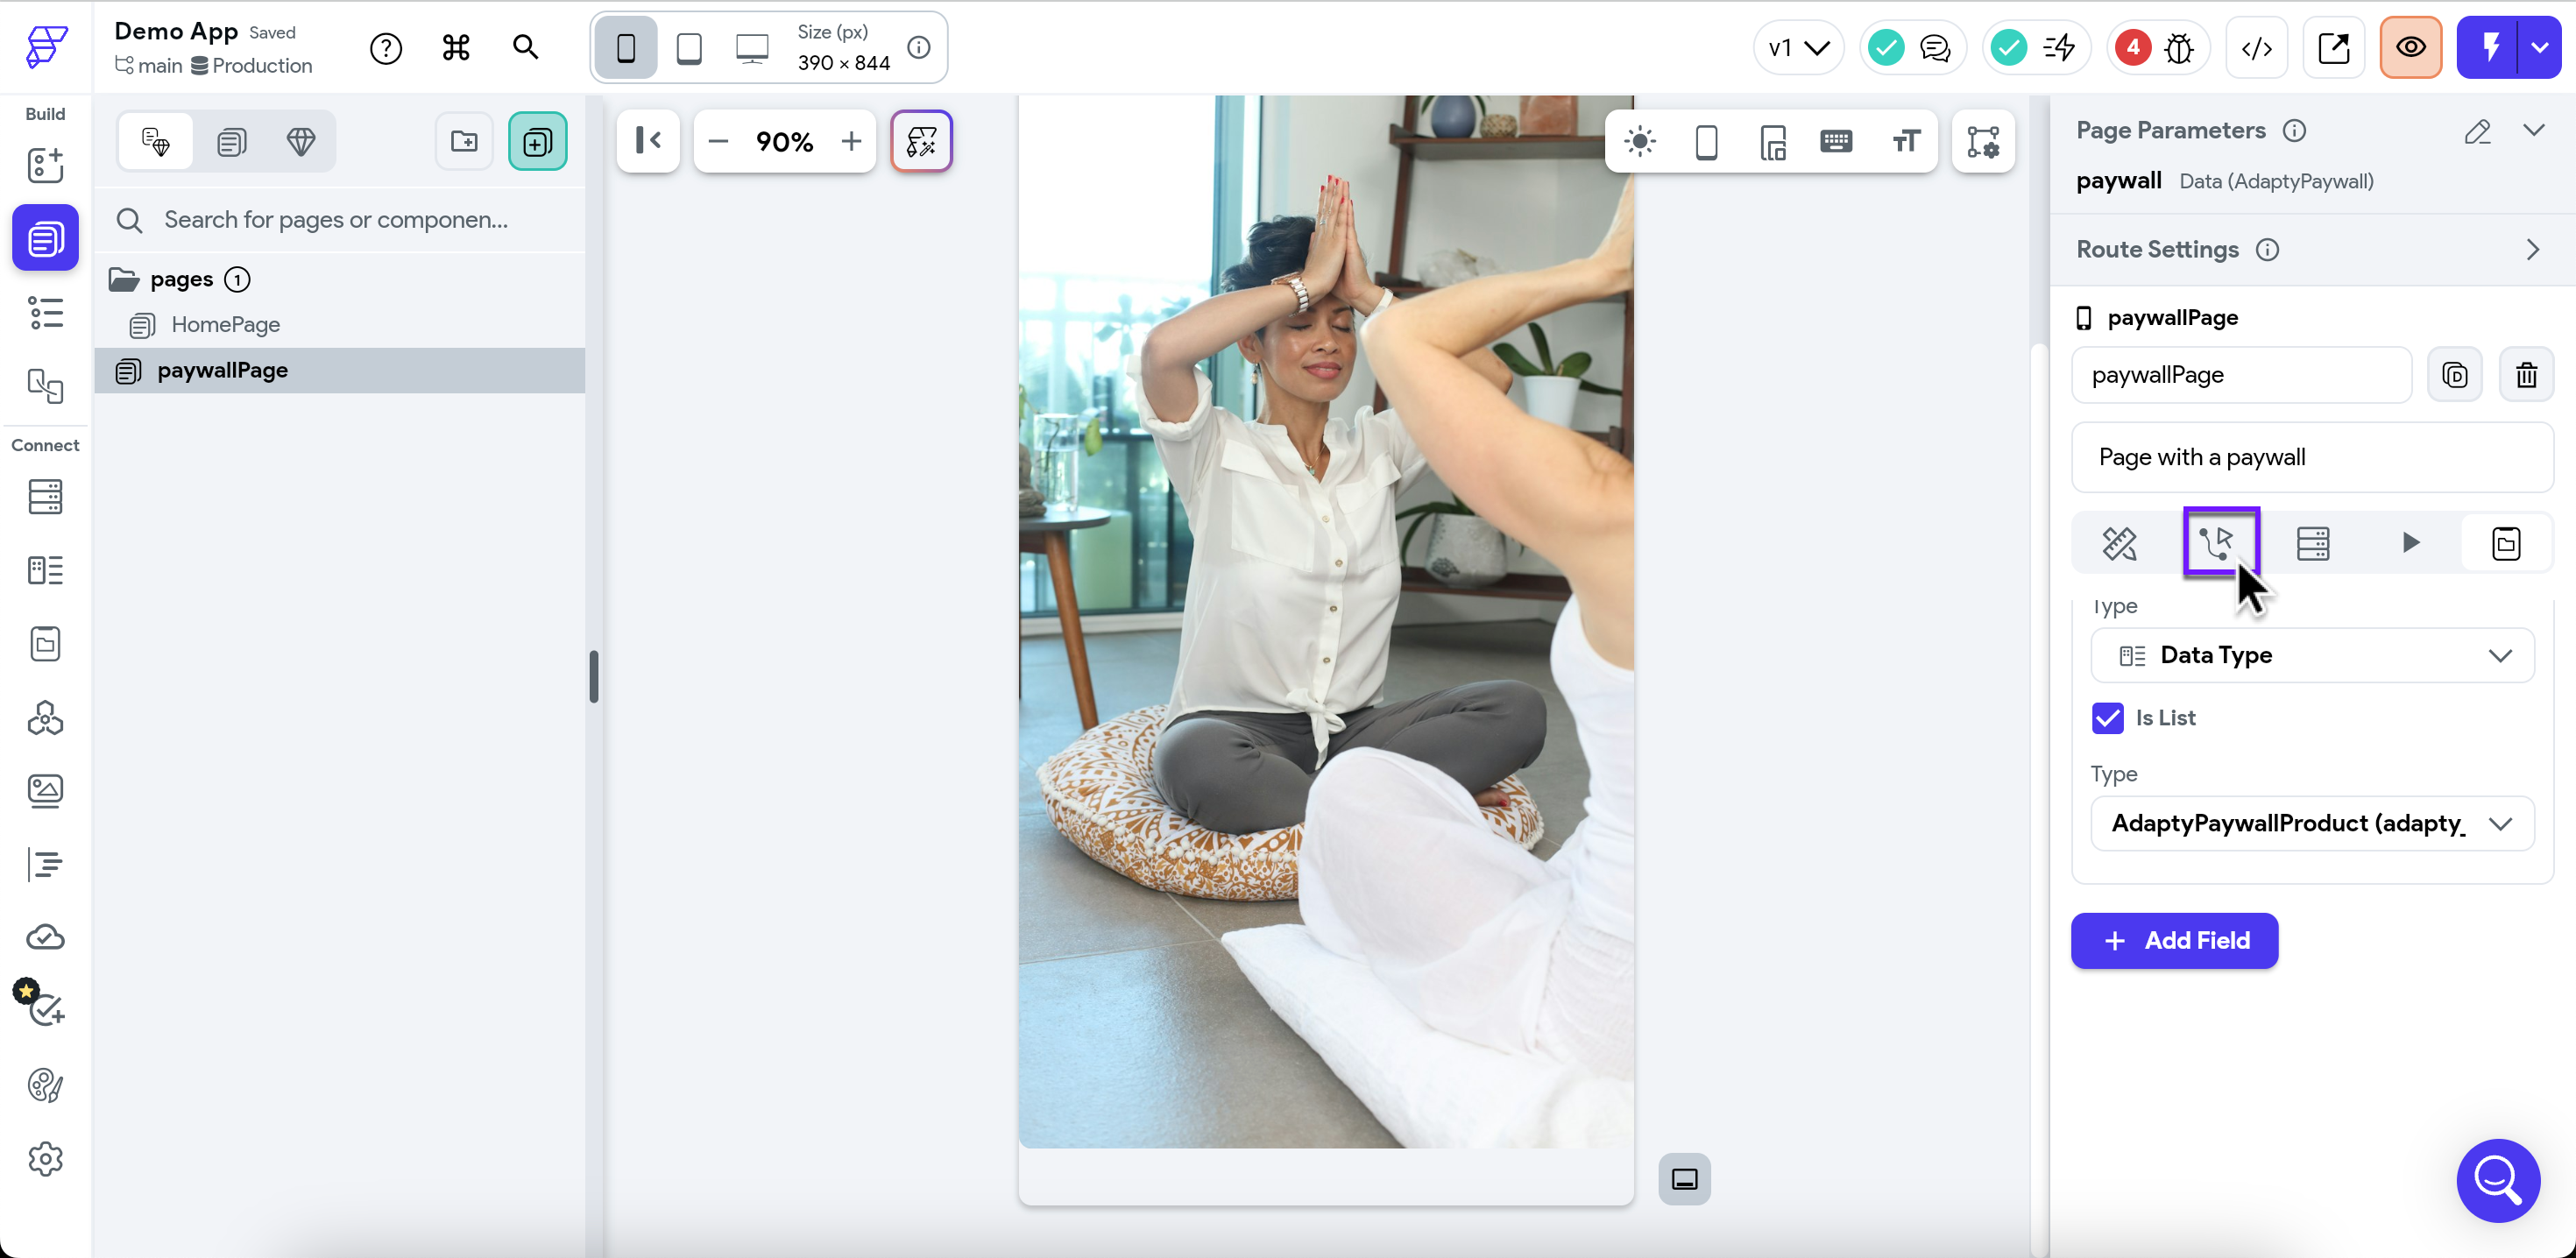 Demo App Saved
main Production
Size (px)
390 × 844
v1
4
Build
Connect
Search for pages or componen...
pages 1
HomePage
paywallPage
90%
Page Parameters
paywall Data (AdaptyPaywall)
Route Settings
paywallPage
paywallPage
D
Page with a paywall
Type
Data Type
Is List
Type
AdaptyPaywallProduct (adapty_
+ Add Field